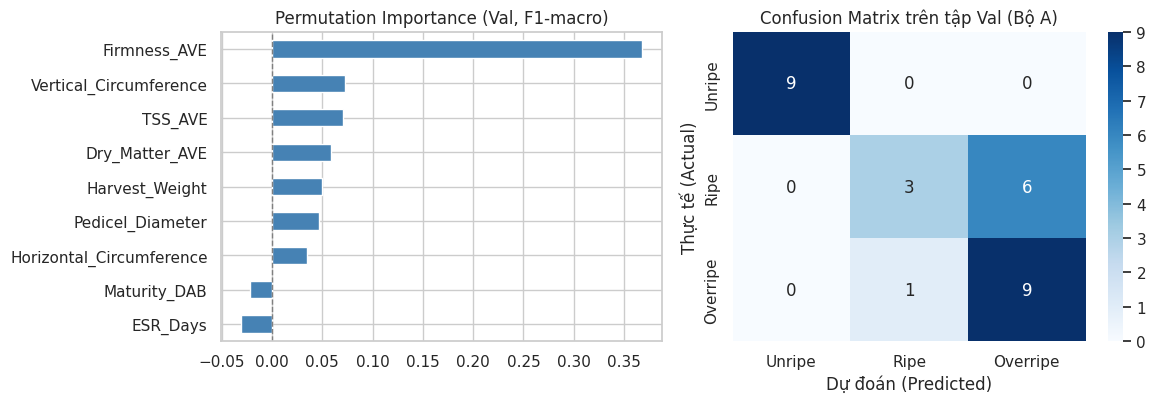 Permutation Importance (Val, F1-macro)
Firmness_AVE
Vertical_Circumference
TSS_AVE
Dry_Matter_AVE
Harvest_Weight
Pedicel_Diameter
Horizontal_Circumference
Maturity_DAB
ESR_Days
−0.05 0.00 0.05 0.10 0.15 0.20 0.25 0.30 0.35
Confusion Matrix trên tập Val (Bộ A)
Thực tế (Actual)
Unripe
Ripe
Overripe
9 0 0
0 3 6
0 1 9
Unripe Ripe Overripe
Dự đoán (Predicted)
9
8
7
6
5
4
3
2
1
0